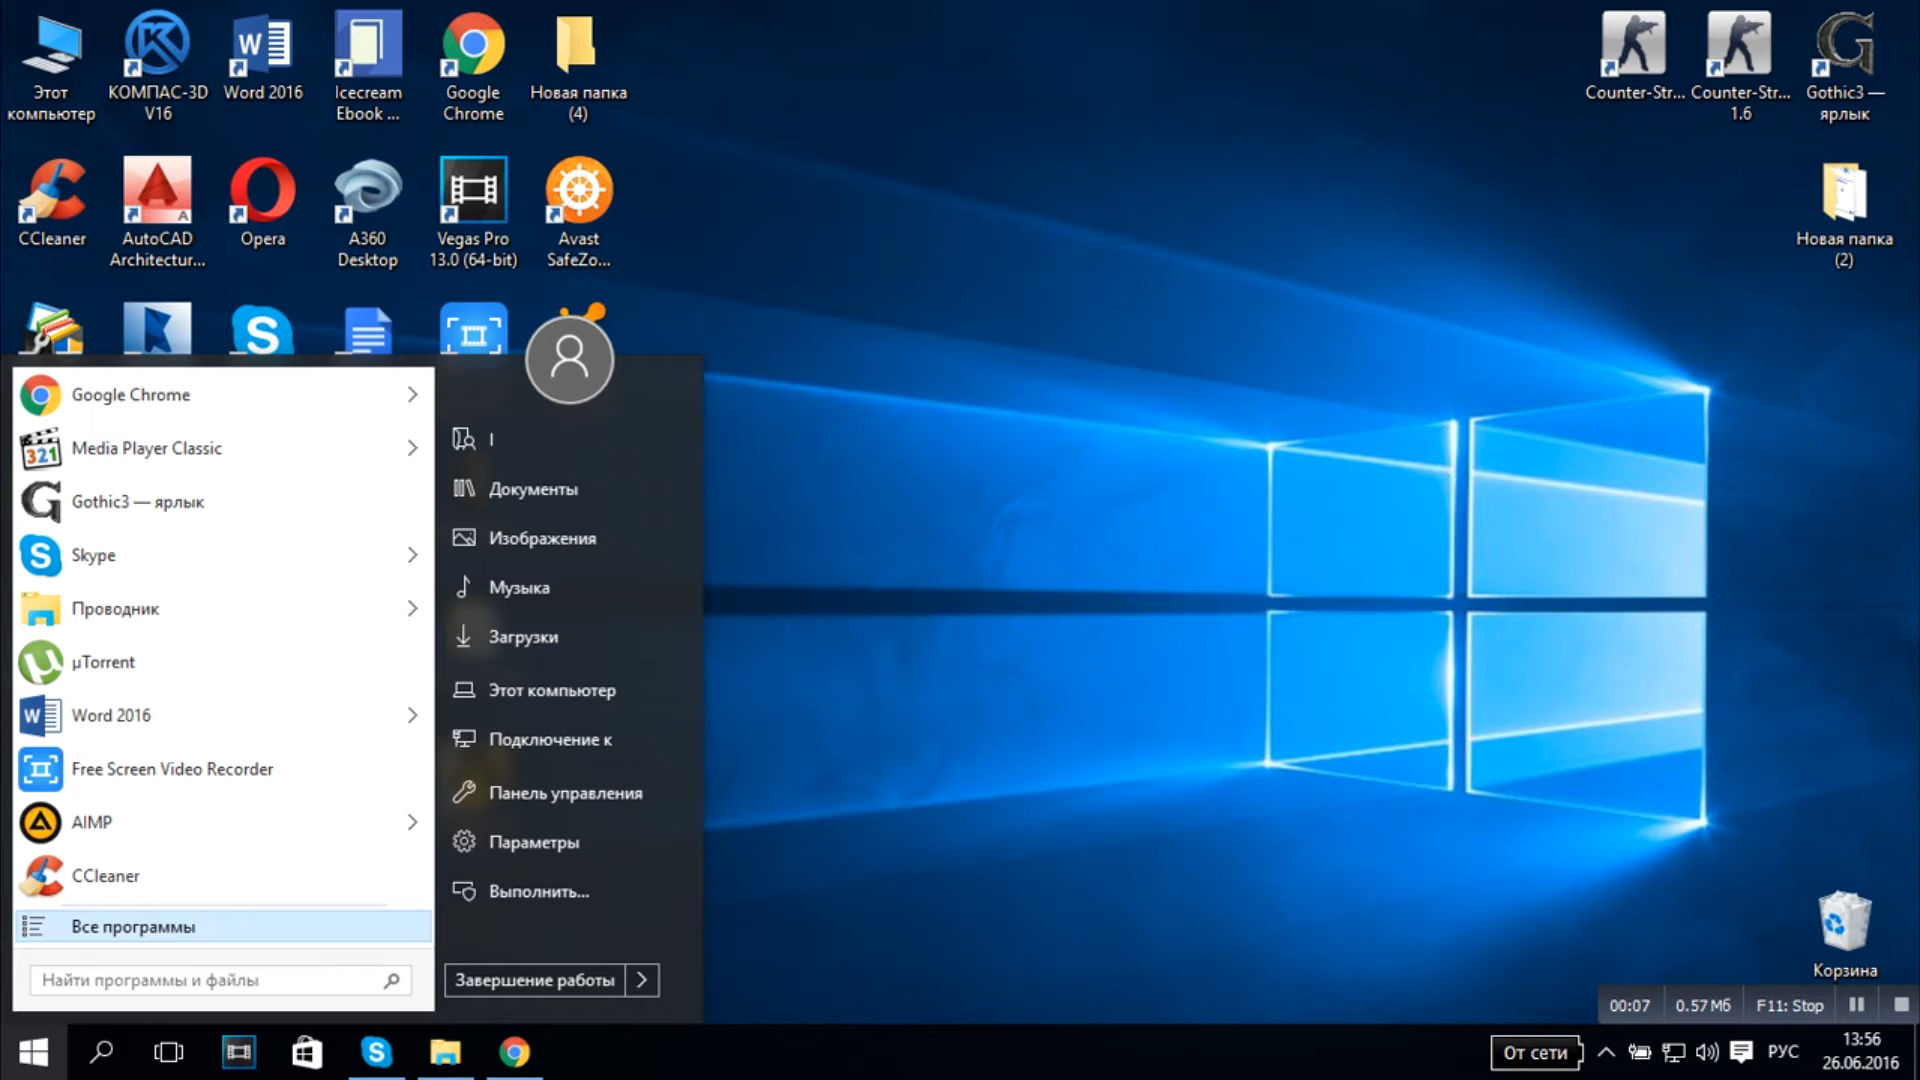 Этот
компьютер
КОМПАС-3D
V16
Word 2016
Icecream
Ebook ...
Google
Chrome
Новая папка
(4)
Counter-Str...
Counter-Str...
1.6
Gothic3 —
ярлык
CCleaner
AutoCAD
Architectur...
Opera
A360
Desktop
Vegas Pro
13.0 (64-bit)
Avast
SafeZo...
Новая папка
(2)
Google Chrome
Media Player Classic
Gothic3 — ярлык
Skype
Проводник
µTorrent
Word 2016
Free Screen Video Recorder
AIMP
CCleaner
Все программы
Найти программы и файлы
I
Документы
Изображения
Музыка
Загрузки
Этот компьютер
Подключение к
Панель управления
Параметры
Выполнить...
Завершение работы
Корзина
00:07 0.57 Мб F11: Stop
От сети
РУС
13:56
26.06.2016